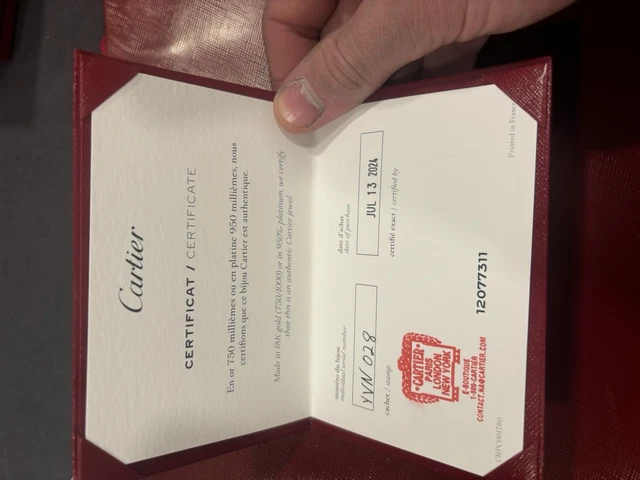 Cartier
CERTIFICAT / CERTIFICATE
En or 750 millièmes ou en platine 950 millièmes, nous
certifions que ce bijou Cartier est authentique.
Made in 18K gold (750/1000) or in 950‰ platinum, we certify
that this is an authentic Cartier jewel
numéro du bijou
individual serial number
YVN 028
date d'achat
date of purchase
JUL 13 2024
cachet / stamp
certifié exact / certified by
CARTIER
PARIS
LONDON
NEW YORK
E-BOUTIQUE
1-800-CARTIER
CONTACT.NA@CARTIER.COM
12077311
Printed in France